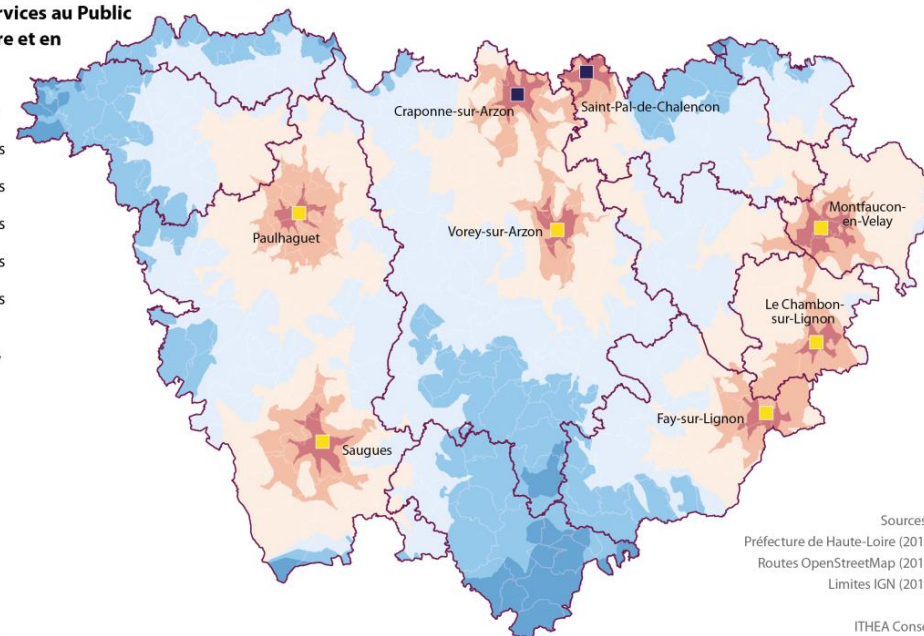 rvices au Public
re et en
s
s
s
s
s
s
Craponne-sur-Arzon
Saint-Pal-de-Chalencon
Paulhaguet
Vorey-sur-Arzon
Montfaucon-
en-Velay
Le Chambon-
sur-Lignon
Fay-sur-Lignon
Saugues
Sources
Préfecture de Haute-Loire (201
Routes OpenStreetMap (201
Limites IGN (201
ITHEA Conse